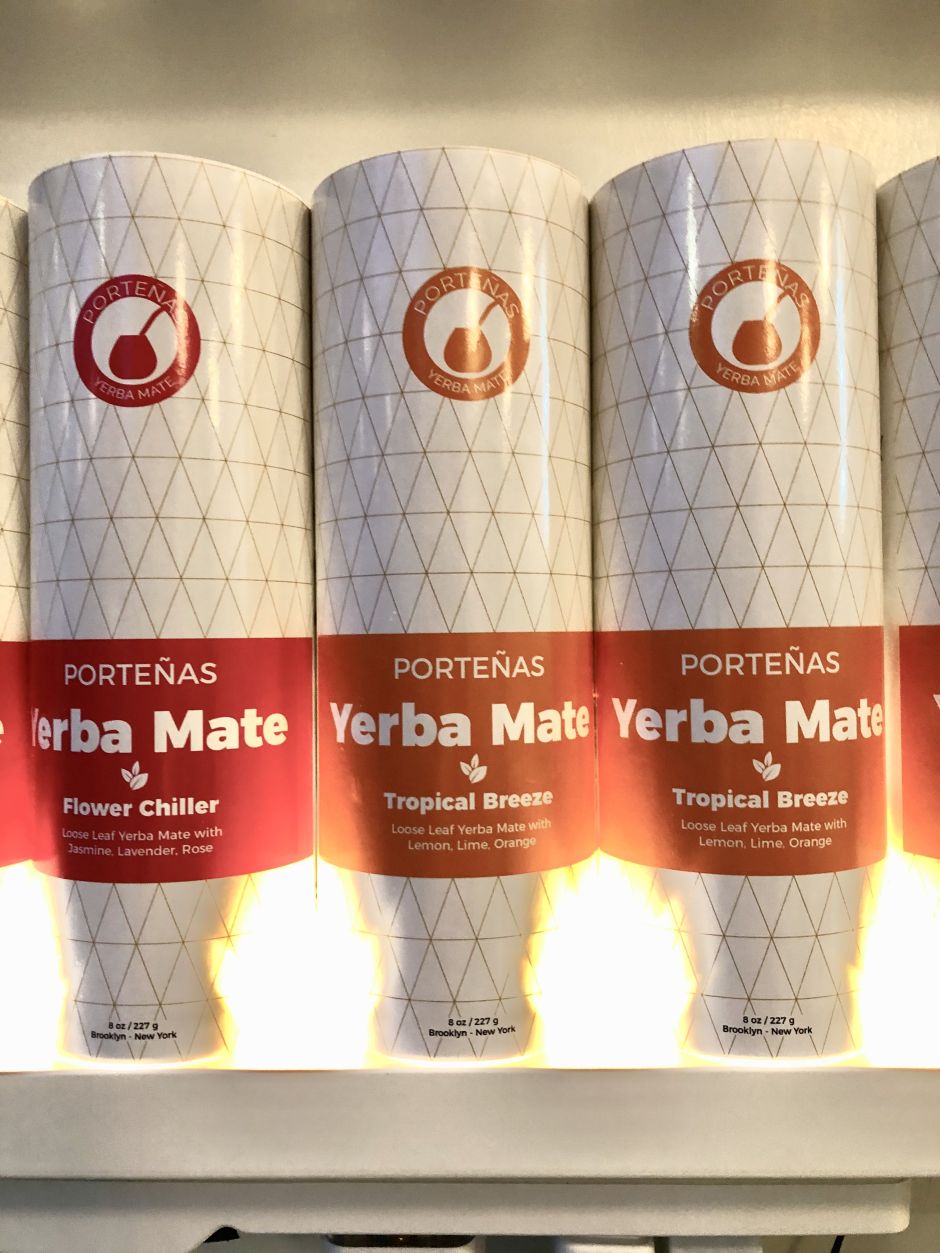 PORTEÑAS
YERBA MATE
PORTEÑAS
Yerba Mate
Flower Chiller
Loose Leaf Yerba Mate with
Jasmine, Lavender, Rose
8 oz / 227 g
Brooklyn - New York
PORTEÑAS
YERBA MATE
PORTEÑAS
Yerba Mate
Tropical Breeze
Loose Leaf Yerba Mate with
Lemon, Lime, Orange
8 oz / 227 g
Brooklyn - New York
PORTEÑAS
YERBA MATE
PORTEÑAS
Yerba Mate
Tropical Breeze
Loose Leaf Yerba Mate with
Lemon, Lime, Orange
8 oz / 227 g
Brooklyn - New York